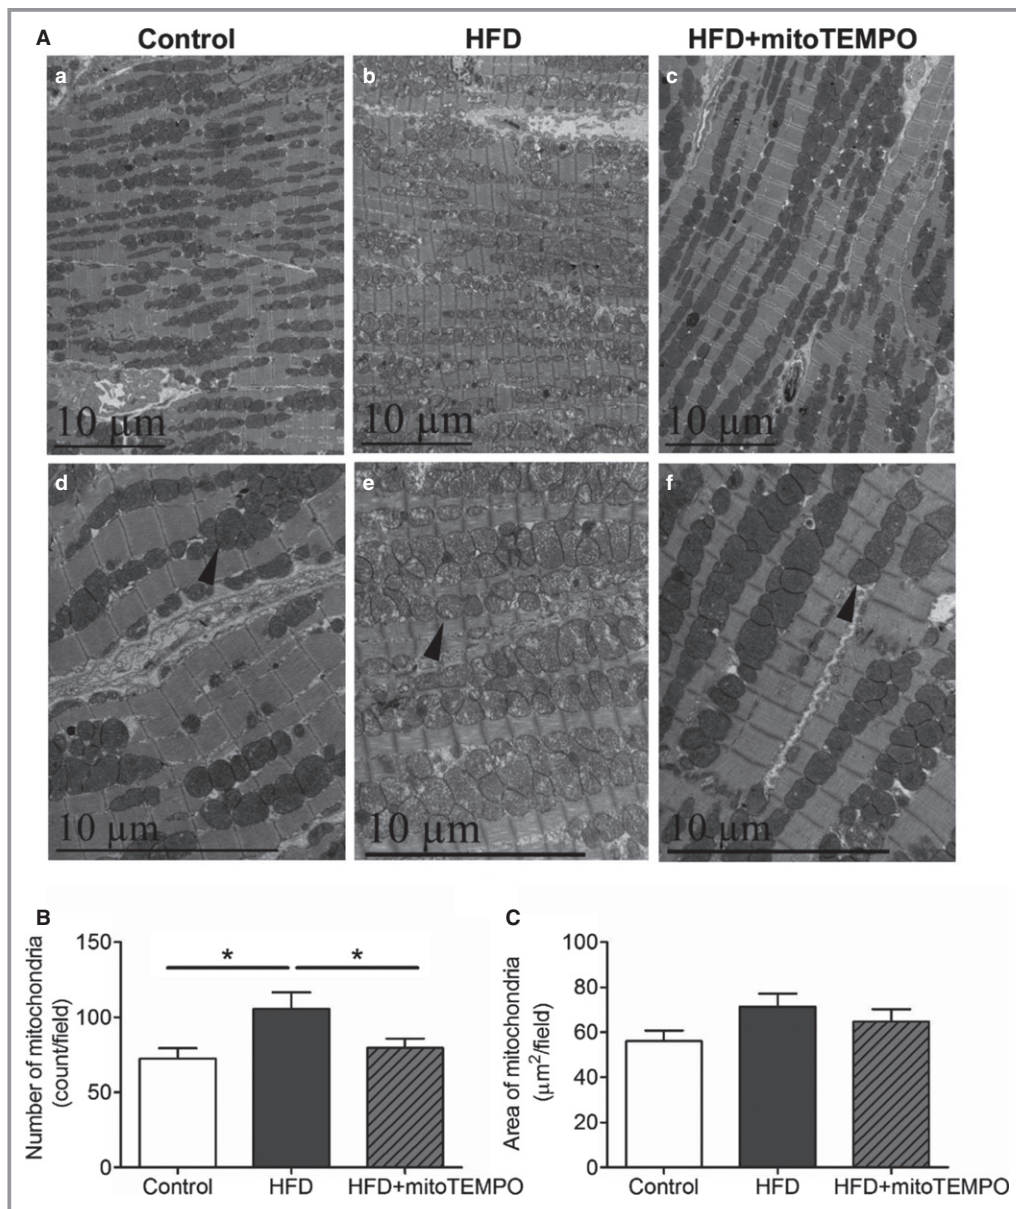 A
Control HFD HFD+mitoTEMPO
a b c
10 µm 10 µm 10 µm
d e f
10 µm 10 µm 10 µm
B
Number of mitochondria
(count/field)
150
100
50
0
* *
Control HFD HFD+mitoTEMPO
C
Area of mitochondria
(µm²/field)
100
80
60
40
20
0
Control HFD HFD+mitoTEMPO